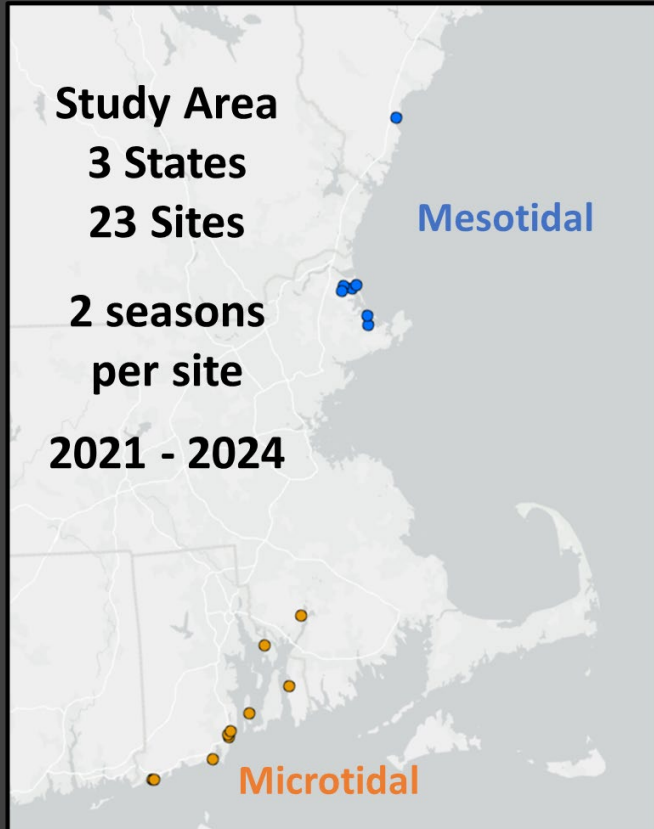 Study Area
3 States
23 Sites
Mesotidal
2 seasons
per site
2021 - 2024
Microtidal